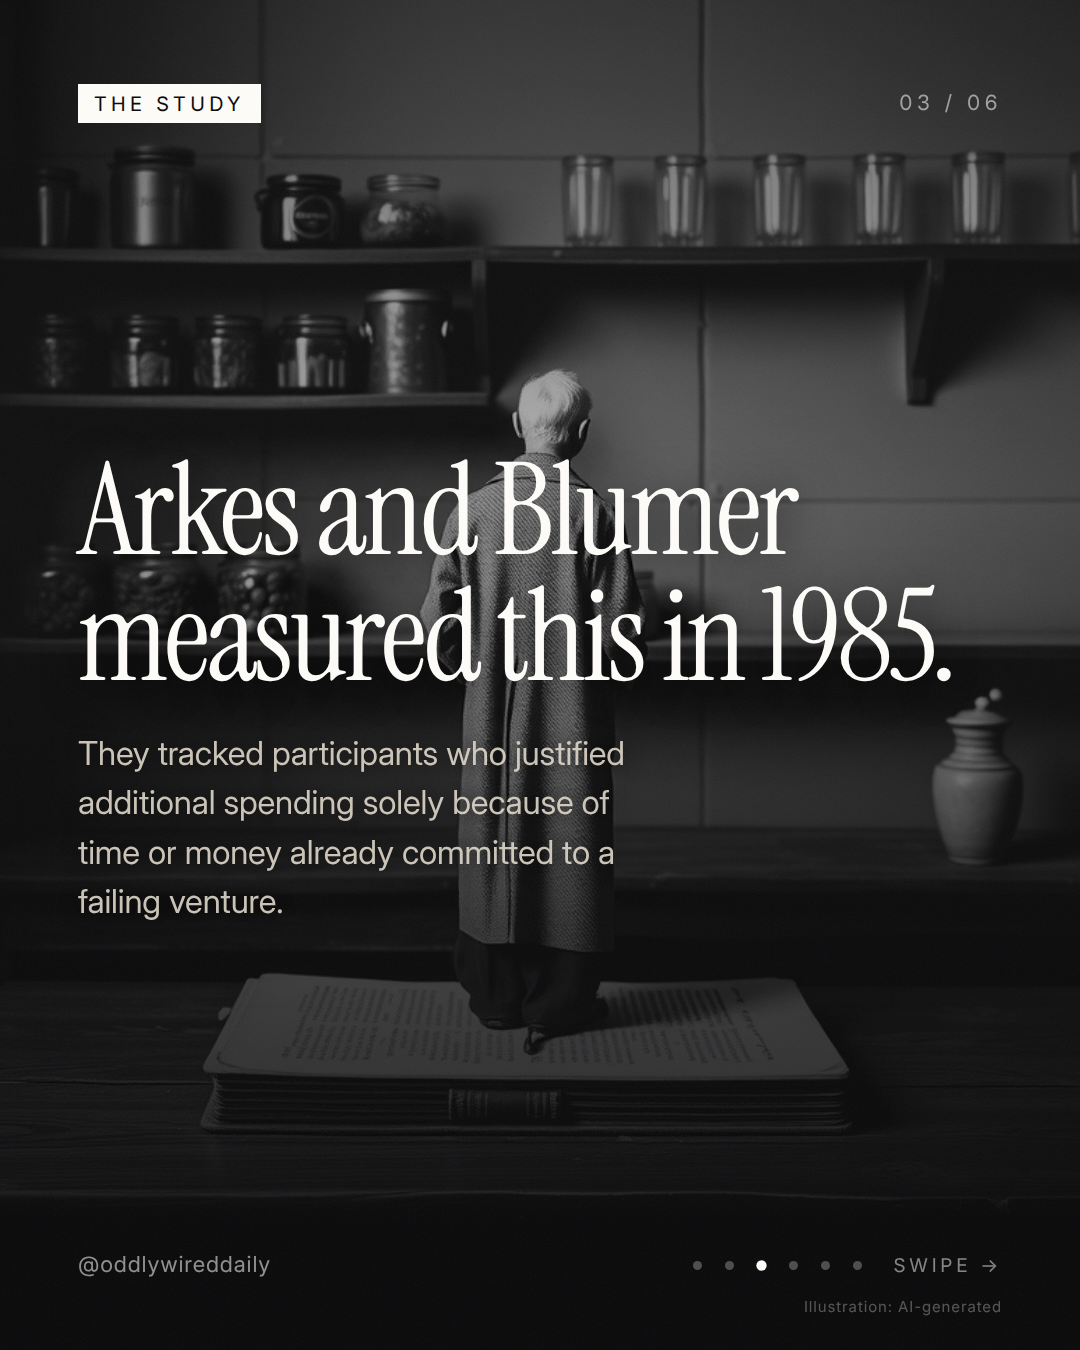 THE STUDY
03 / 06
Arkes and Blumer
measured this in 1985.
They tracked participants who justified
additional spending solely because of
time or money already committed to a
failing venture.
@oddlywireddaily
SWIPE →
Illustration: AI-generated